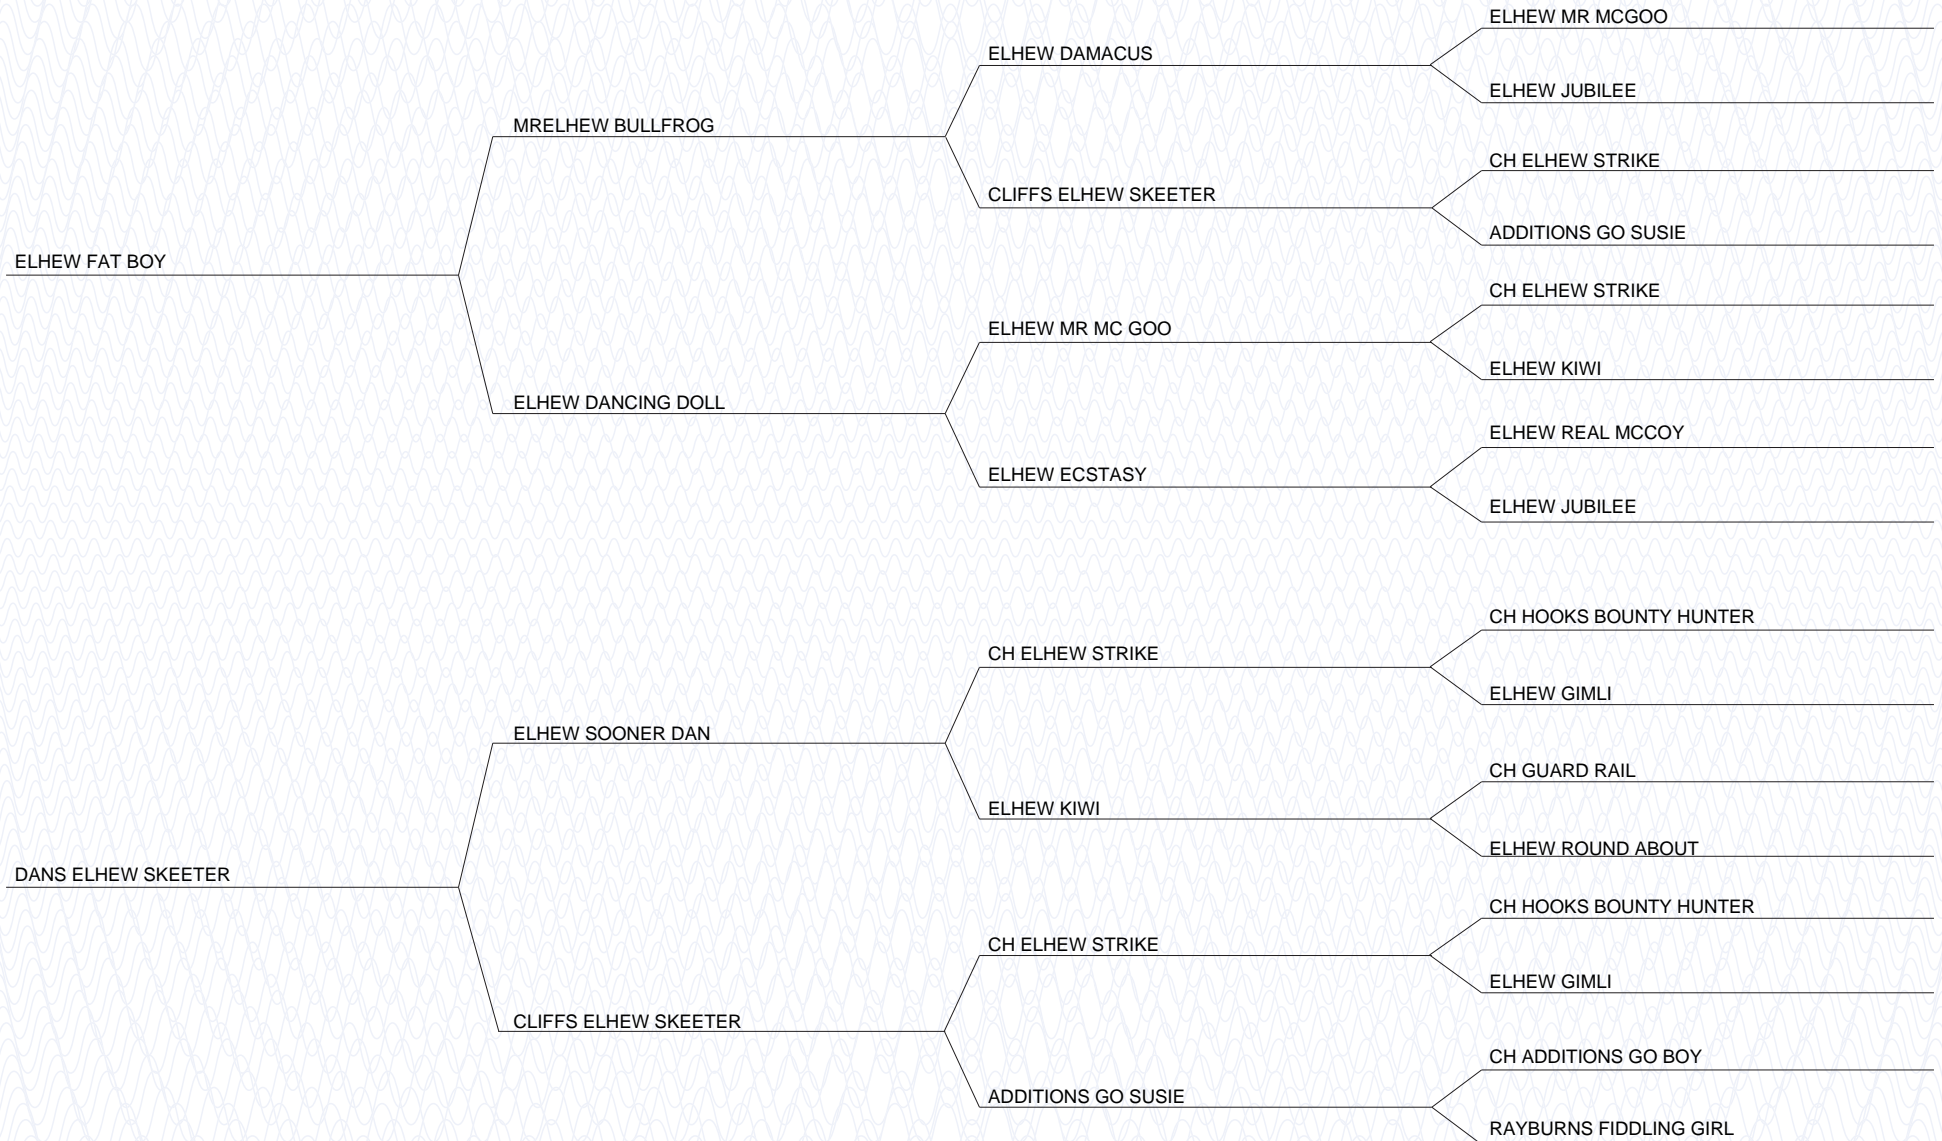 ELHEW MR MCGOO
ELHEW DAMACUS
ELHEW JUBILEE
MRELHEW BULLFROG
CH ELHEW STRIKE
CLIFFS ELHEW SKEETER
ADDITIONS GO SUSIE
ELHEW FAT BOY
CH ELHEW STRIKE
ELHEW MR MC GOO
ELHEW KIWI
ELHEW DANCING DOLL
ELHEW REAL MCCOY
ELHEW ECSTASY
ELHEW JUBILEE
CH HOOKS BOUNTY HUNTER
CH ELHEW STRIKE
ELHEW GIMLI
ELHEW SOONER DAN
CH GUARD RAIL
ELHEW KIWI
ELHEW ROUND ABOUT
DANS ELHEW SKEETER
CH HOOKS BOUNTY HUNTER
CH ELHEW STRIKE
ELHEW GIMLI
CLIFFS ELHEW SKEETER
CH ADDITIONS GO BOY
ADDITIONS GO SUSIE
RAYBURNS FIDDLING GIRL